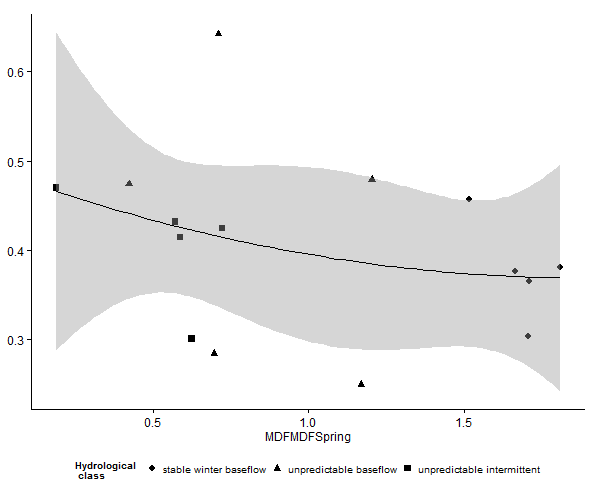 0.6
0.5
0.4
0.3
0.5 1.0 1.5
MDFMDFSpring
Hydrological
class
stable winter baseflow unpredictable baseflow unpredictable intermittent